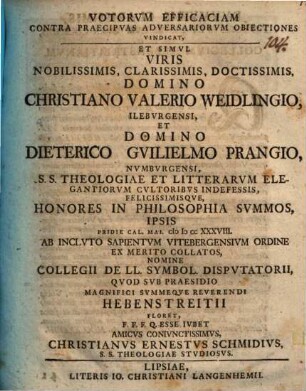 VOTORVM EFFICACIAM
CONTRA PRAECIPVAS ADVERSARIORVM OBIECTIONES
VINDICAT,
ET SIMVL
VIRIS
NOBILISSIMIS, CLARISSIMIS, DOCTISSIMIS,
DOMINO
CHRISTIANO VALERIO WEIDLINGIO,
ILEBVRGENSI,
ET
DOMINO
DIETERICO GVILIELMO PRANGIO,
NVMBVRGENSI,
S. S. THEOLOGIAE ET LITTERARVM ELE-
GANTIORVM CVLTORIBVS INDEFESSIS,
FELICISSIMISQVE,
HONORES IN PHILOSOPHIA SVMMOS,
IPSIS
PRIDIE CAL. MAI. cIɔ Iɔ cc XXXVIII.
AB INCLVTO SAPIENTVM VITEBERGENSIVM ORDINE
EX MERITO COLLATOS,
NOMINE
COLLEGII DE LL. SYMBOL. DISPVTATORII,
QVOD SVB PRAESIDIO
MAGNIFICI SVMMEQVE REVERENDI
HEBENSTREITII
FLORET,
F. F. F. Q. ESSE IVBET
AMICVS CONIVNCTISSIMVS,
CHRISTIANVS ERNESTVS SCHMIDIVS,
S. S. THEOLOGIAE STVDIOSVS.
LIPSIAE,
LITERIS IO. CHRISTIANI LANGENHEMII.